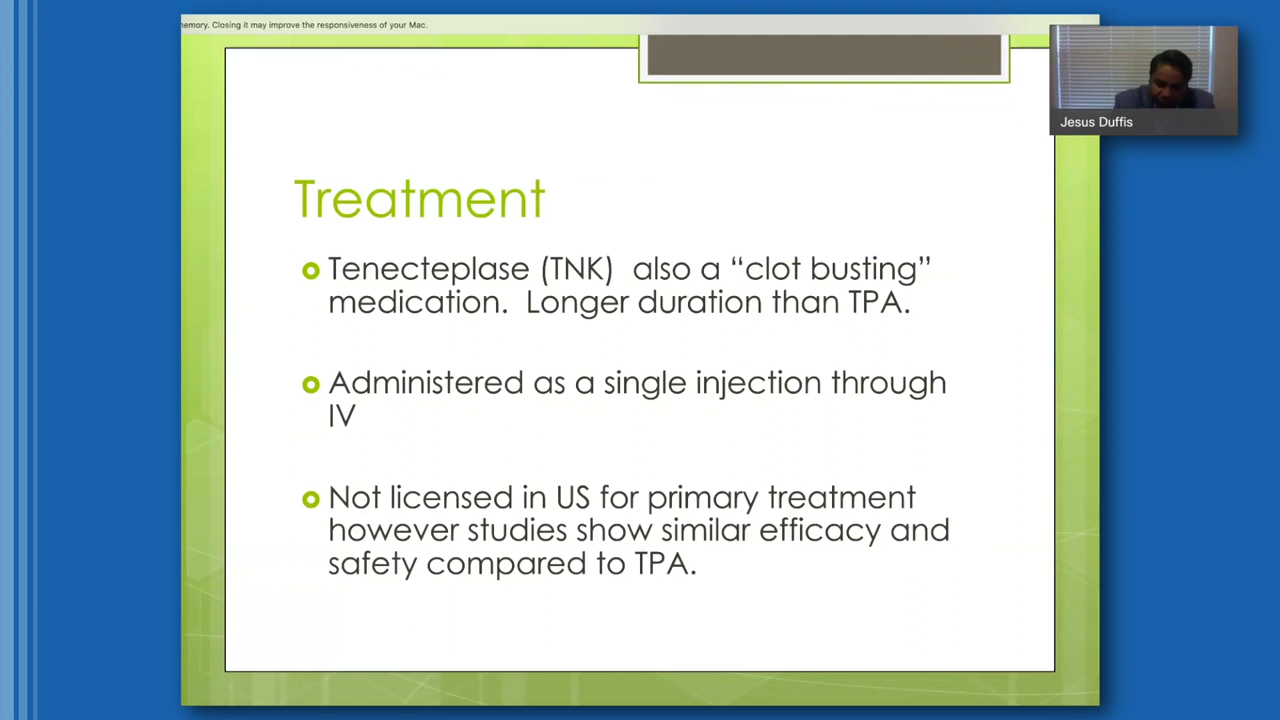 emory. Closing it may improve the responsiveness of your Mac.
Jesus Duffis
Treatment
Tenecteplase (TNK) also a “clot busting”
medication. Longer duration than TPA.
Administered as a single injection through
IV
Not licensed in US for primary treatment
however studies show similar efficacy and
safety compared to TPA.